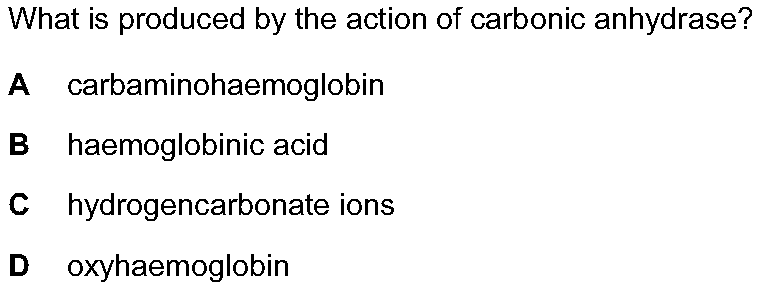 What is produced by the action of carbonic anhydrase?
A carbaminohaemoglobin
B haemoglobinic acid
C hydrogencarbonate ions
D oxyhaemoglobin